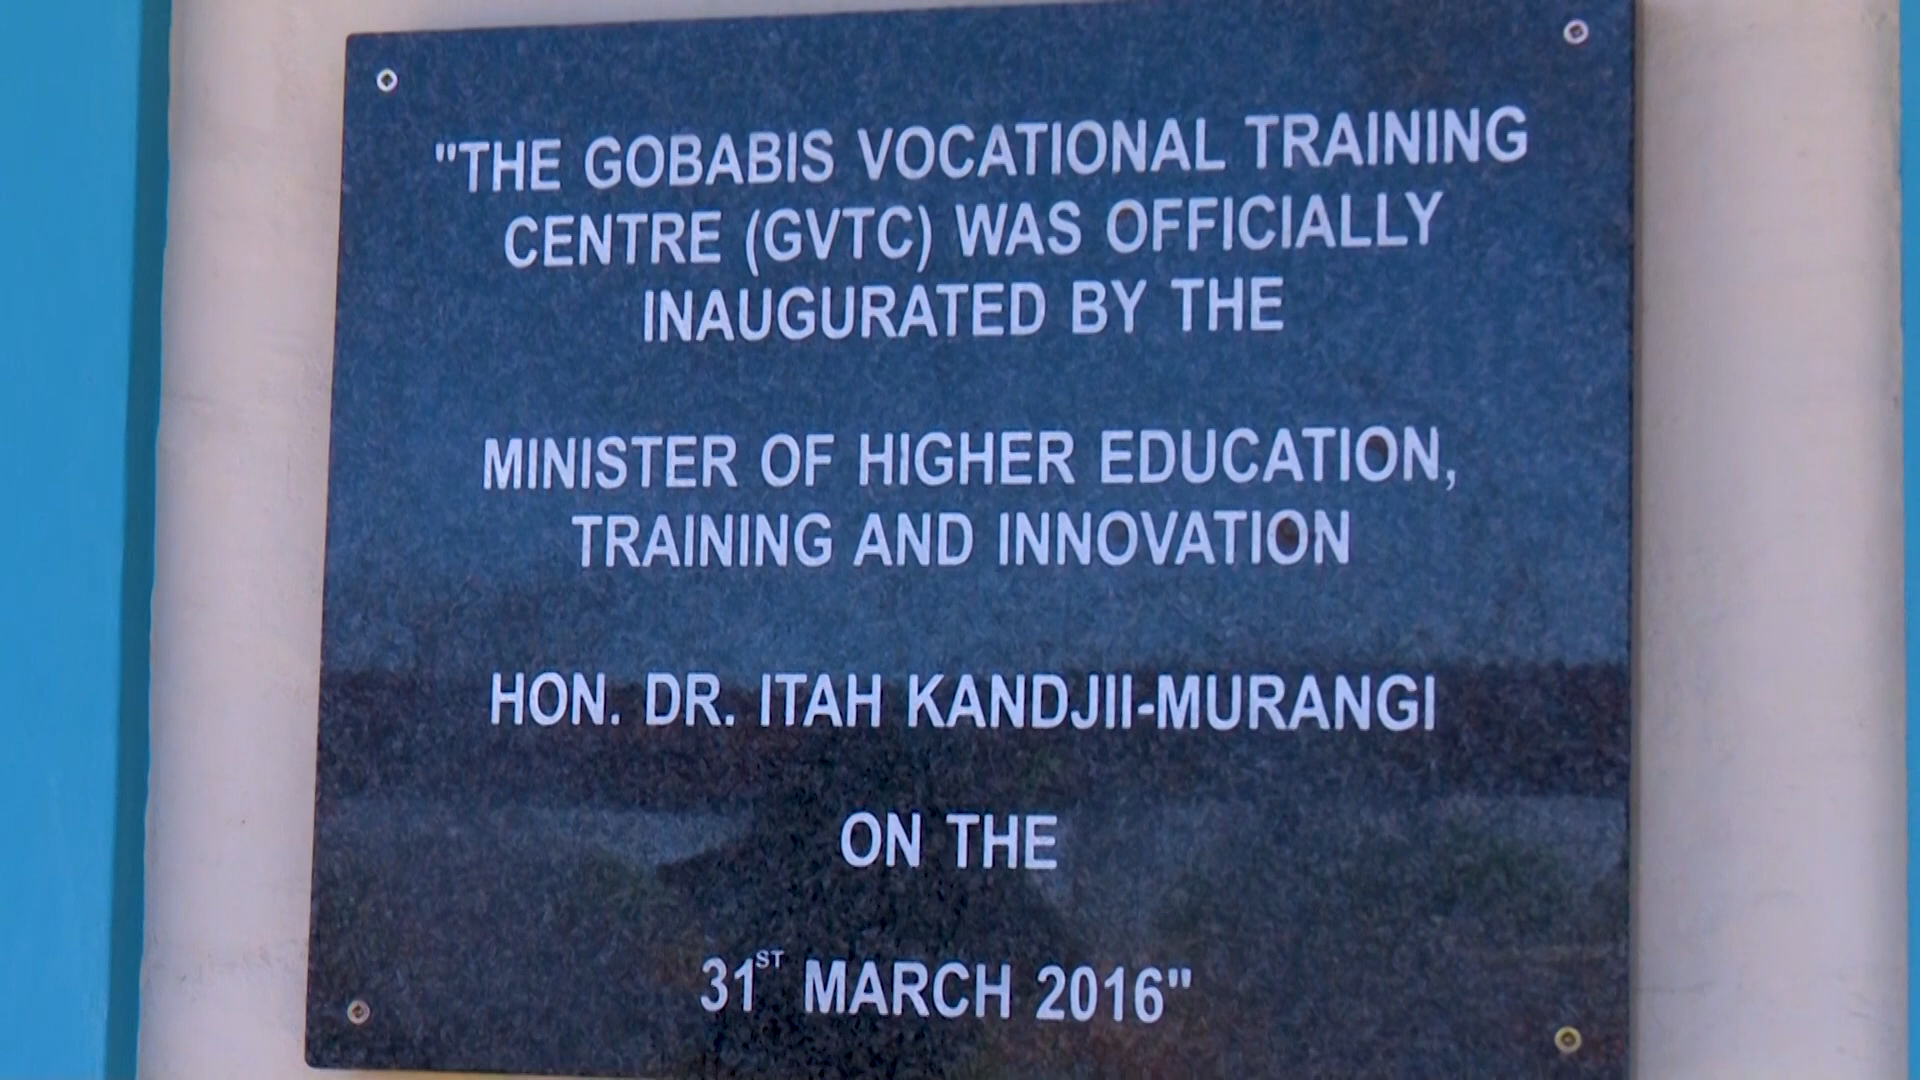 "THE GOBABIS VOCATIONAL TRAINING
CENTRE (GVTC) WAS OFFICIALLY
INAUGURATED BY THE
MINISTER OF HIGHER EDUCATION,
TRAINING AND INNOVATION
HON. DR. ITAH KANDJII-MURANGI
ON THE
31ST MARCH 2016"